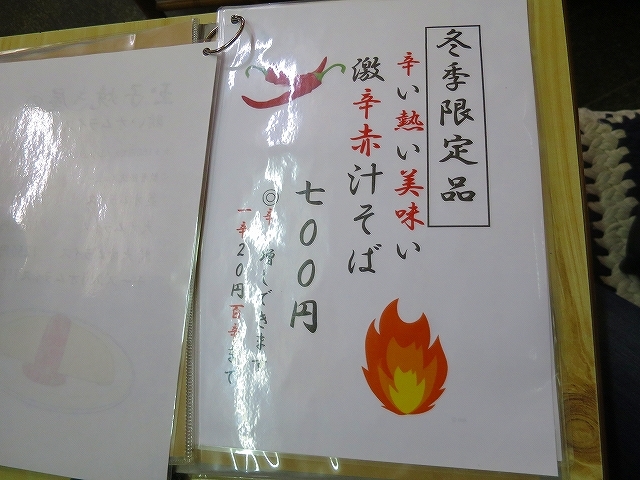 冬季限定品
辛い熱い美味い
激辛赤汁そば
七〇〇円
◎辛増しできます
一辛20円百辛まで